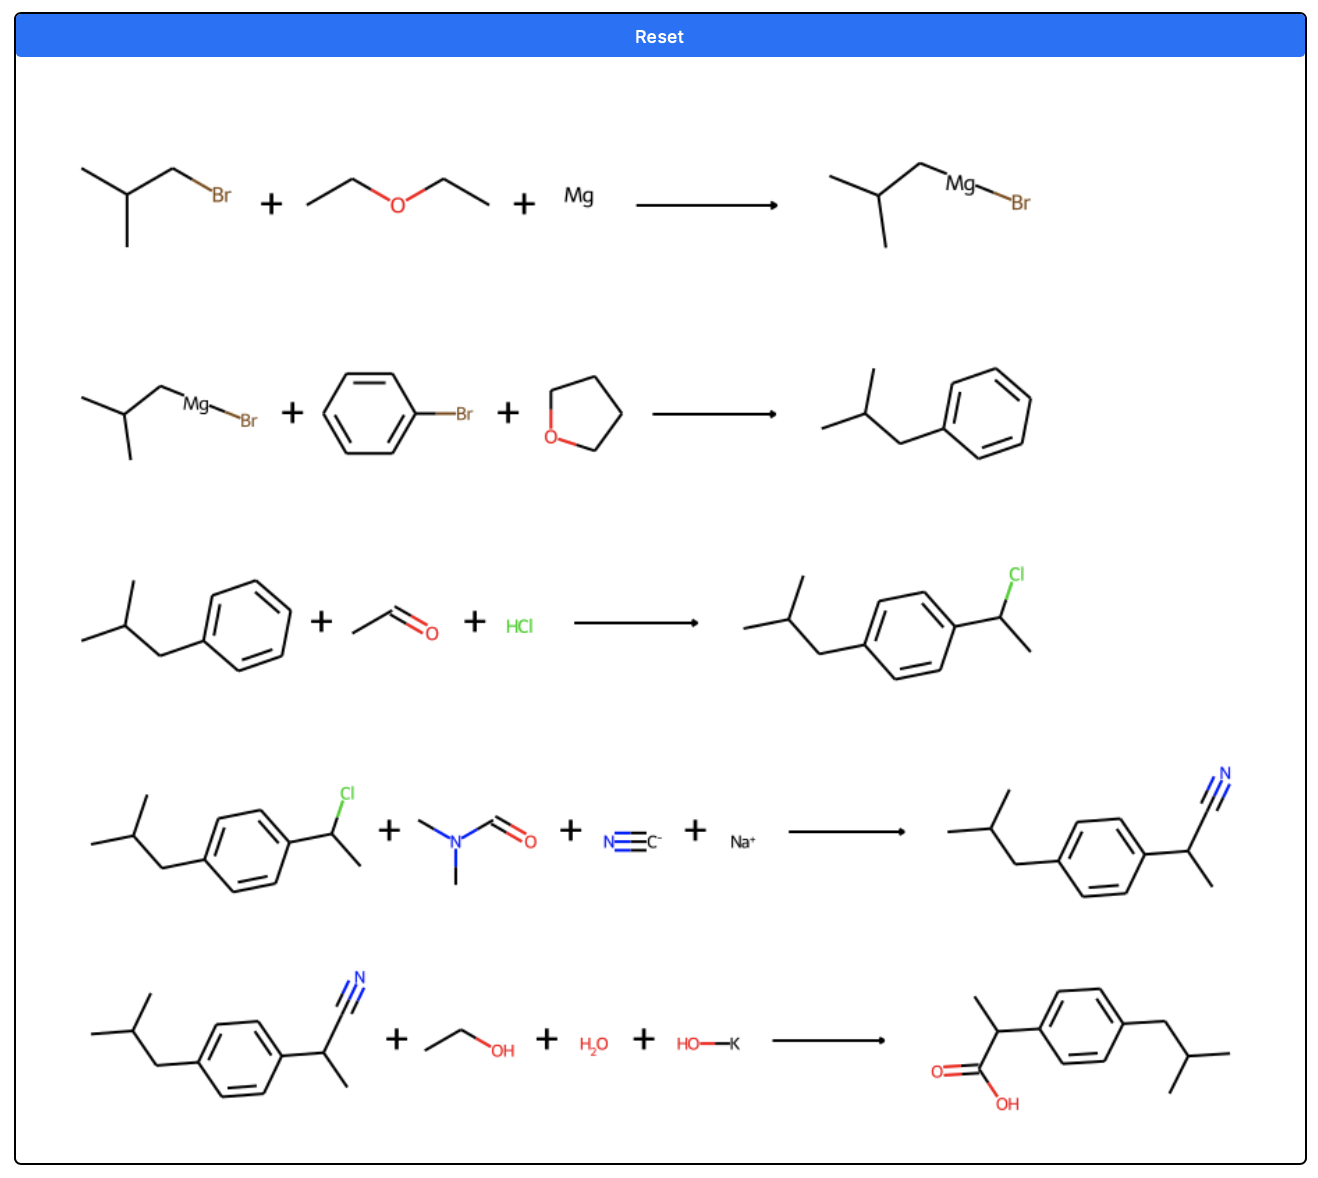 Reset
Br + O + Mg Mg Br
Mg Br + Br + O
+ O + HCl Cl
Cl + N O + N C⁻ + Na⁺ N
N + OH + H₂O + HO K O OH